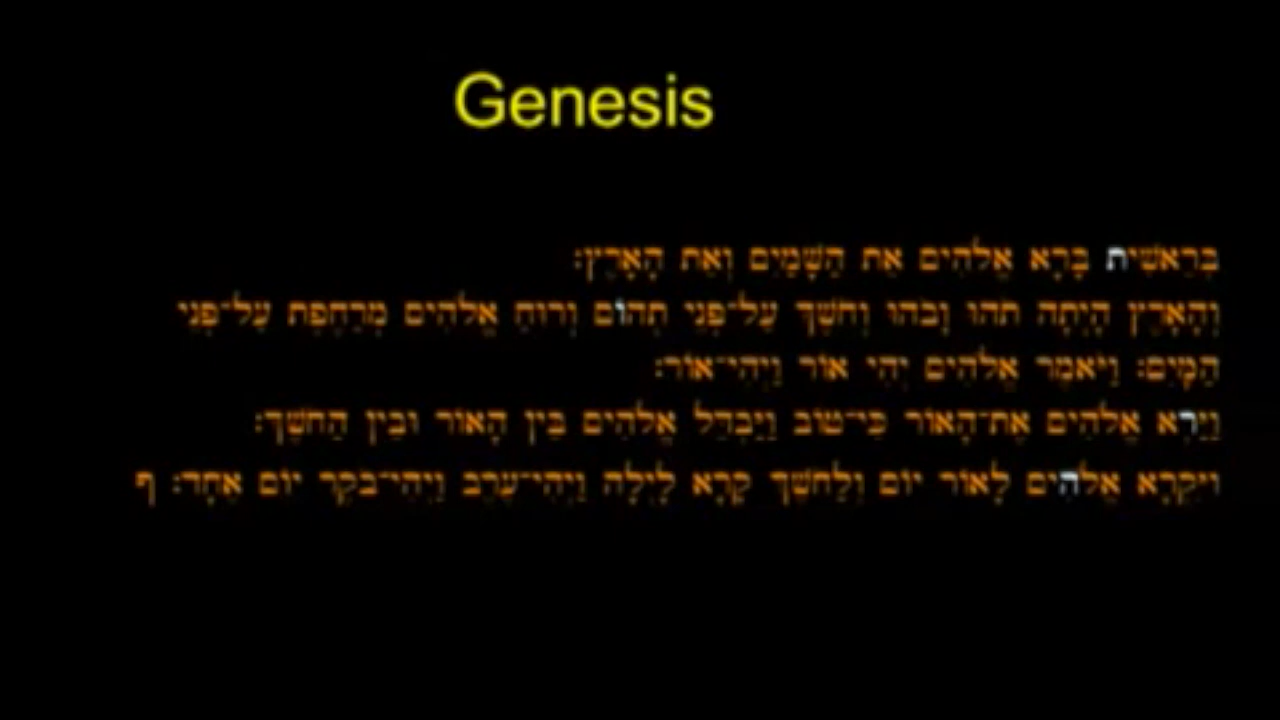 Genesis
בְּרֵאשִׁית בָּרָא אֱלֹהִים אֵת הַשָּׁמַיִם וְאֵת הָאָרֶץ׃
וְהָאָרֶץ הָיְתָה תֹהוּ וָבֹהוּ וְחֹשֶׁךְ עַל־פְּנֵי תְהוֹם וְרוּחַ אֱלֹהִים מְרַחֶפֶת עַל־פְּנֵי
הַמָּיִם׃ וַיֹּאמֶר אֱלֹהִים יְהִי אוֹר וַיְהִי־אוֹר׃
וַיַּרְא אֱלֹהִים אֶת־הָאוֹר כִּי־טוֹב וַיַּבְדֵּל אֱלֹהִים בֵּין הָאוֹר וּבֵין הַחֹשֶׁךְ׃
ויִּקְרָא אֱלֹהִים לָאוֹר יוֹם וְלַחֹשֶׁךְ קָרָא לָיְלָה וַיְהִי־עֶרֶב וַיְהִי־בֹקֶר יוֹם אֶחָד׃ ף